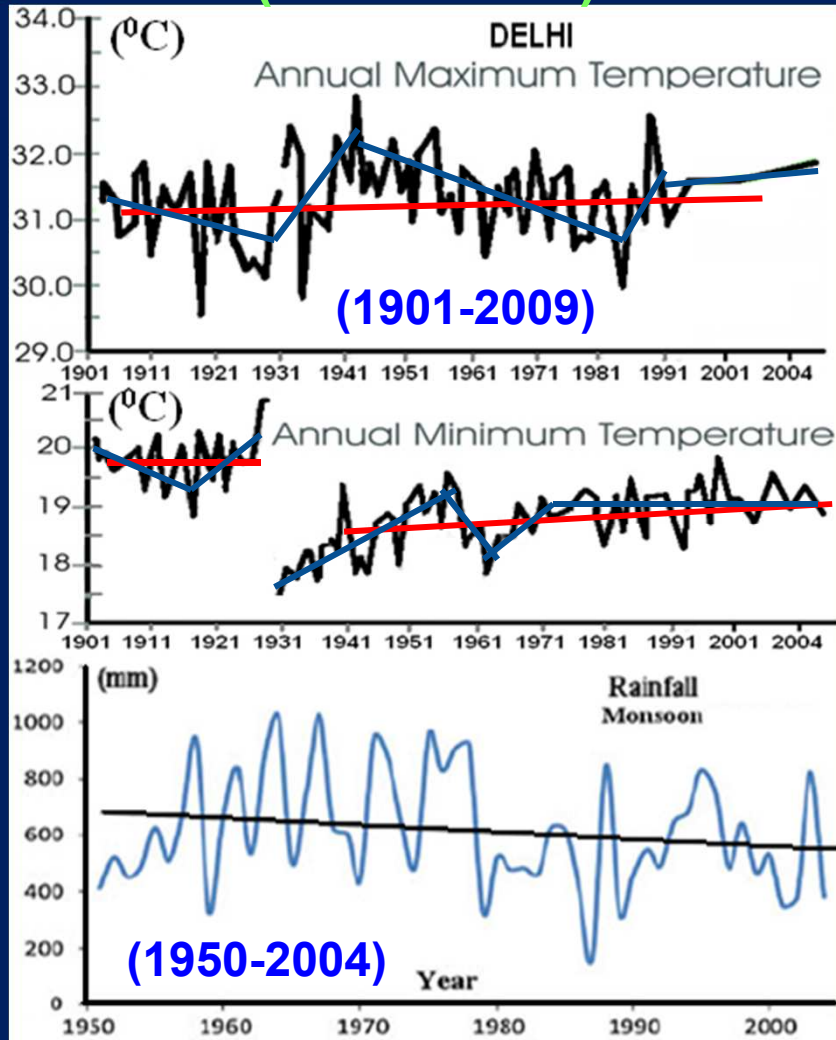 34.0
(⁰C)
DELHI
Annual Maximum Temperature
33.0
32.0
31.0
30.0
(1901-2009)
29.0
1901 1911 1921 1931 1941 1951 1961 1971 1981 1991 2001 2004
21
(⁰C)
Annual Minimum Temperature
20
19
18
17
1901 1911 1921 1931 1941 1951 1961 1971 1981 1991 2001 2004
1200
(mm)
Rainfall
Monsoon
1000
800
600
400
200
(1950-2004)
Year
0
1950 1960 1970 1980 1990 2000